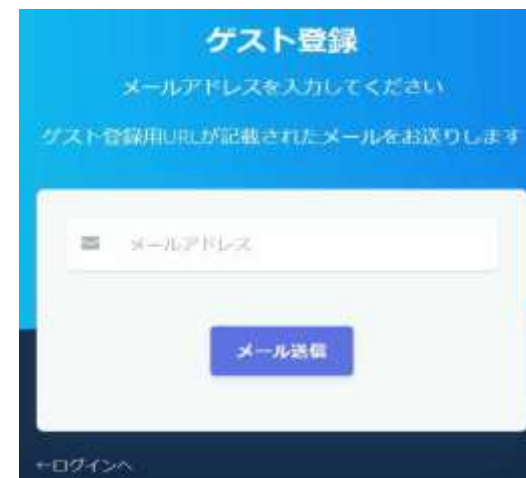 ゲスト登録
メールアドレスを入力してください
ゲスト登録用URLが記載されたメールをお送りします
メールアドレス
メール送信
←ログインへ